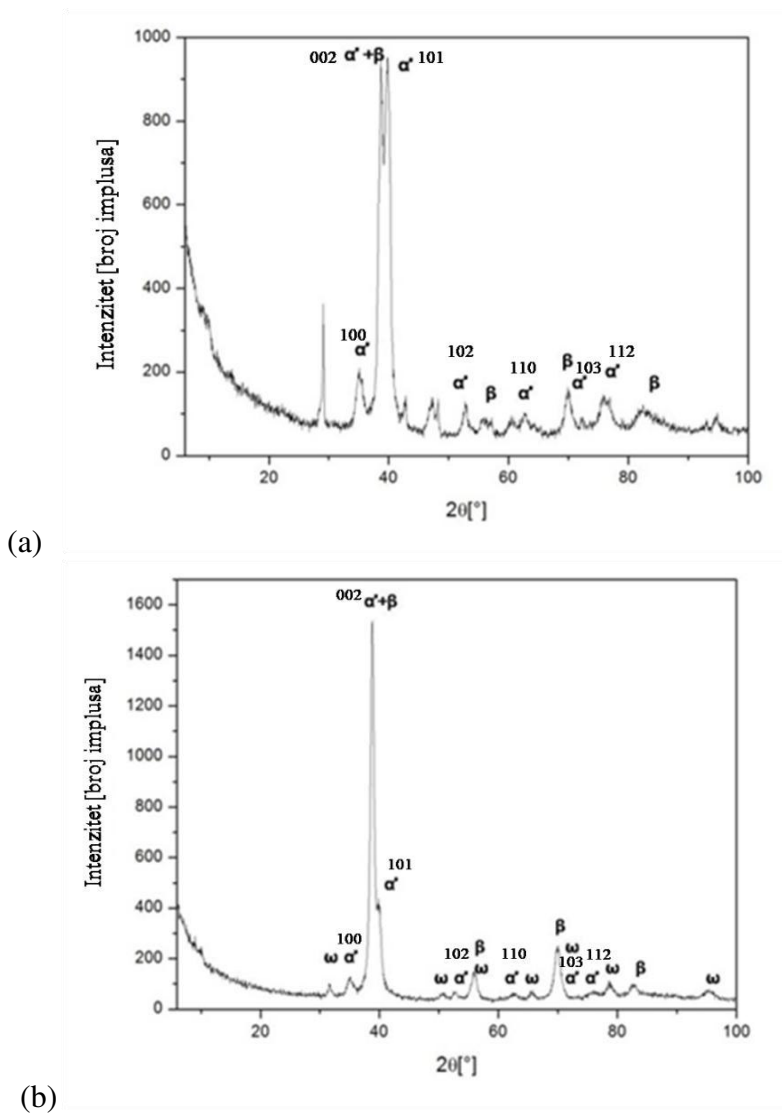 1000
800
600
400
200
0
20 40 60 80 100
Intenzitet [broj implusa]
2θ[°]
002 α"+β
α" 101
100
α"
102
α"
β
110
α"
β
103
α"
112
α"
β
(a)
1600
1400
1200
1000
800
600
400
200
0
20 40 60 80 100
Intenzitet [broj implusa]
2θ[°]
002 α"+β
101
α"
ω
100
α"
ω
102
α"
β
ω
110
α"
ω
β
ω
103
α"
112
α"
ω
β
ω
(b)